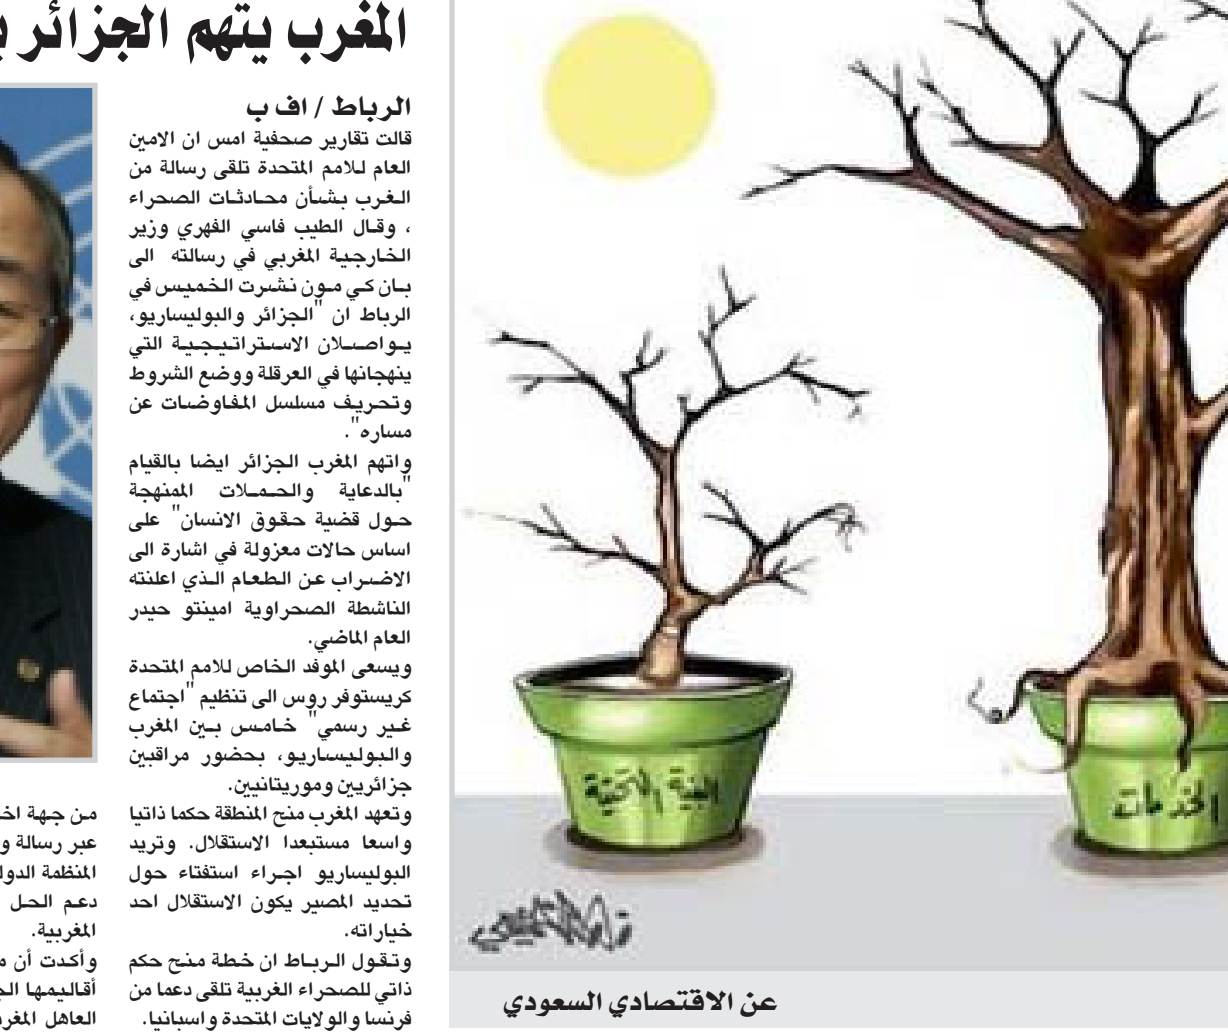 المغرب يتهم الجزائر
الرباط / اف ب
قالت تقارير صحفية امس ان الامين
العام للامم المتحدة تلقى رسالة من
الغرب بشأن محادثات الصحراء
، وقال الطيب فاسي الفهري وزير
الخارجية المغربي في رسالته الى
بان كي مون نشرت الخميس في
الرباط ان "الجزائر والبوليساريو،
يواصلان الاستراتيجية التي
ينهجانها في العرقلة ووضع الشروط
وتحريف مسلسل المفاوضات عن
مساره".
واتهم المغرب الجزائر ايضا بالقيام
"بالدعاية والحملات الممنهجة
حول قضية حقوق الانسان" على
اساس حالات معزولة في اشارة الى
الاضراب عن الطعام الذي اعلنته
الناشطة الصحراوية امينتو حيدر
العام الماضي.
ويسعى الموفد الخاص للامم المتحدة
كريستوفر روس الى تنظيم "اجتماع
غير رسمي" خامس بين المغرب
والبوليساريو، بحضور مراقبين
جزائريين وموريتانيين.
وتعهد المغرب منح المنطقة حكما ذاتيا
واسعا مستبعدا الاستقلال. وتريد
البوليساريو اجراء استفتاء حول
تحديد المصير يكون الاستقلال احد
خياراته.
وتقول الرباط ان خطة منح حكم
ذاتي للصحراء الغربية تلقى دعما من
فرنسا والولايات المتحدة واسبانيا.
من جهة
عبر رسالة
المنظمة
دعم الحل
المغربية.
وأكدت أن
أقاليمها
العاهل
البنية التحتية
الخدمات
عن الاقتصادي السعودي